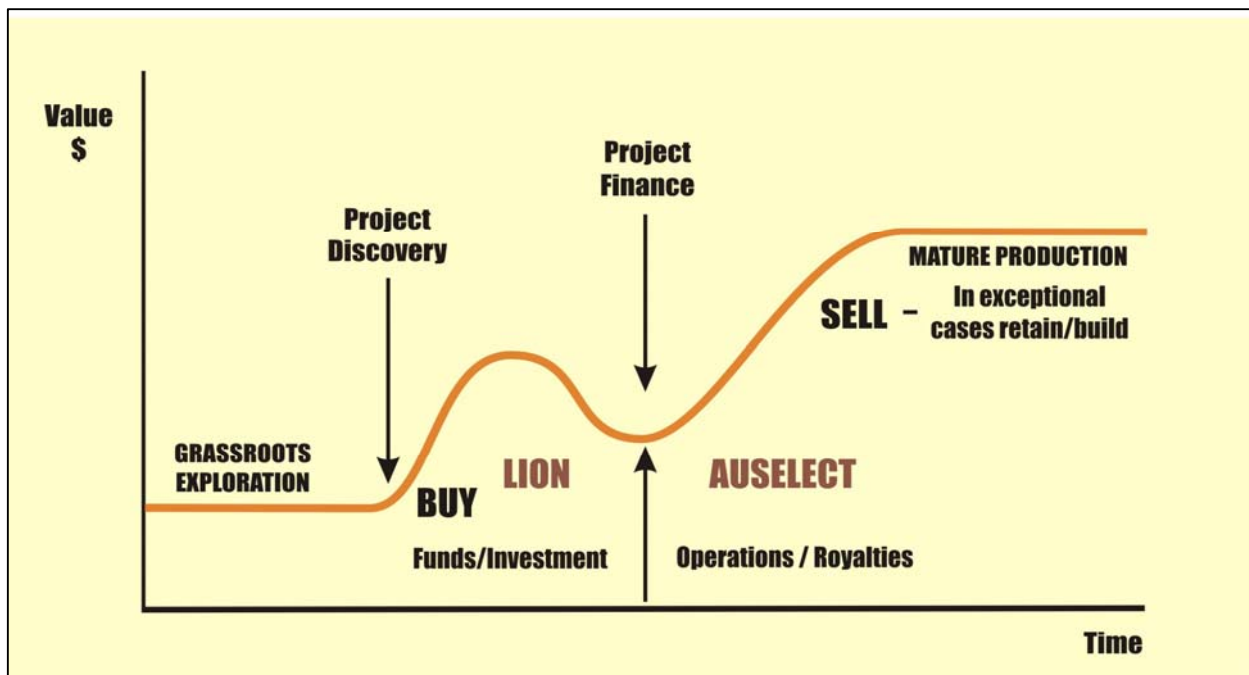 Value
$
Project
Discovery
Project
Finance
MATURE PRODUCTION
SELL - In exceptional
cases retain/build
GRASSROOTS
EXPLORATION
BUY
LION
AUSELECT
Funds/Investment
Operations / Royalties
Time